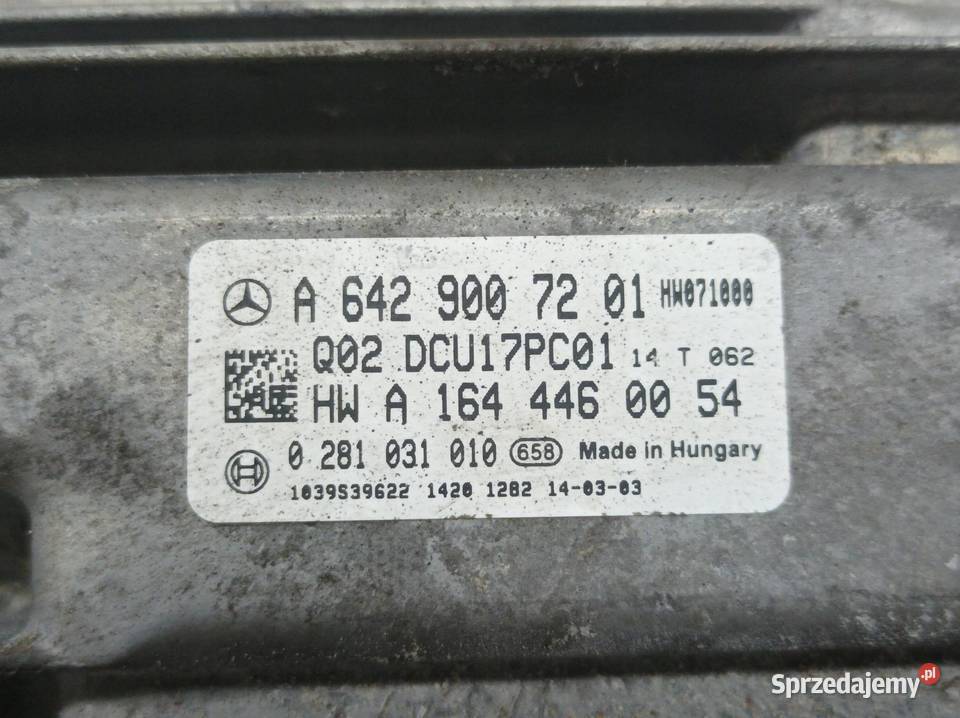 A 642 900 72 01 HW071000
Q02 DCU17PC01 14 T 062
HW A 164 446 00 54
0 281 031 010 658 Made in Hungary
1039S39622 1420 1282 14-03-03
Sprzedajemy.pl